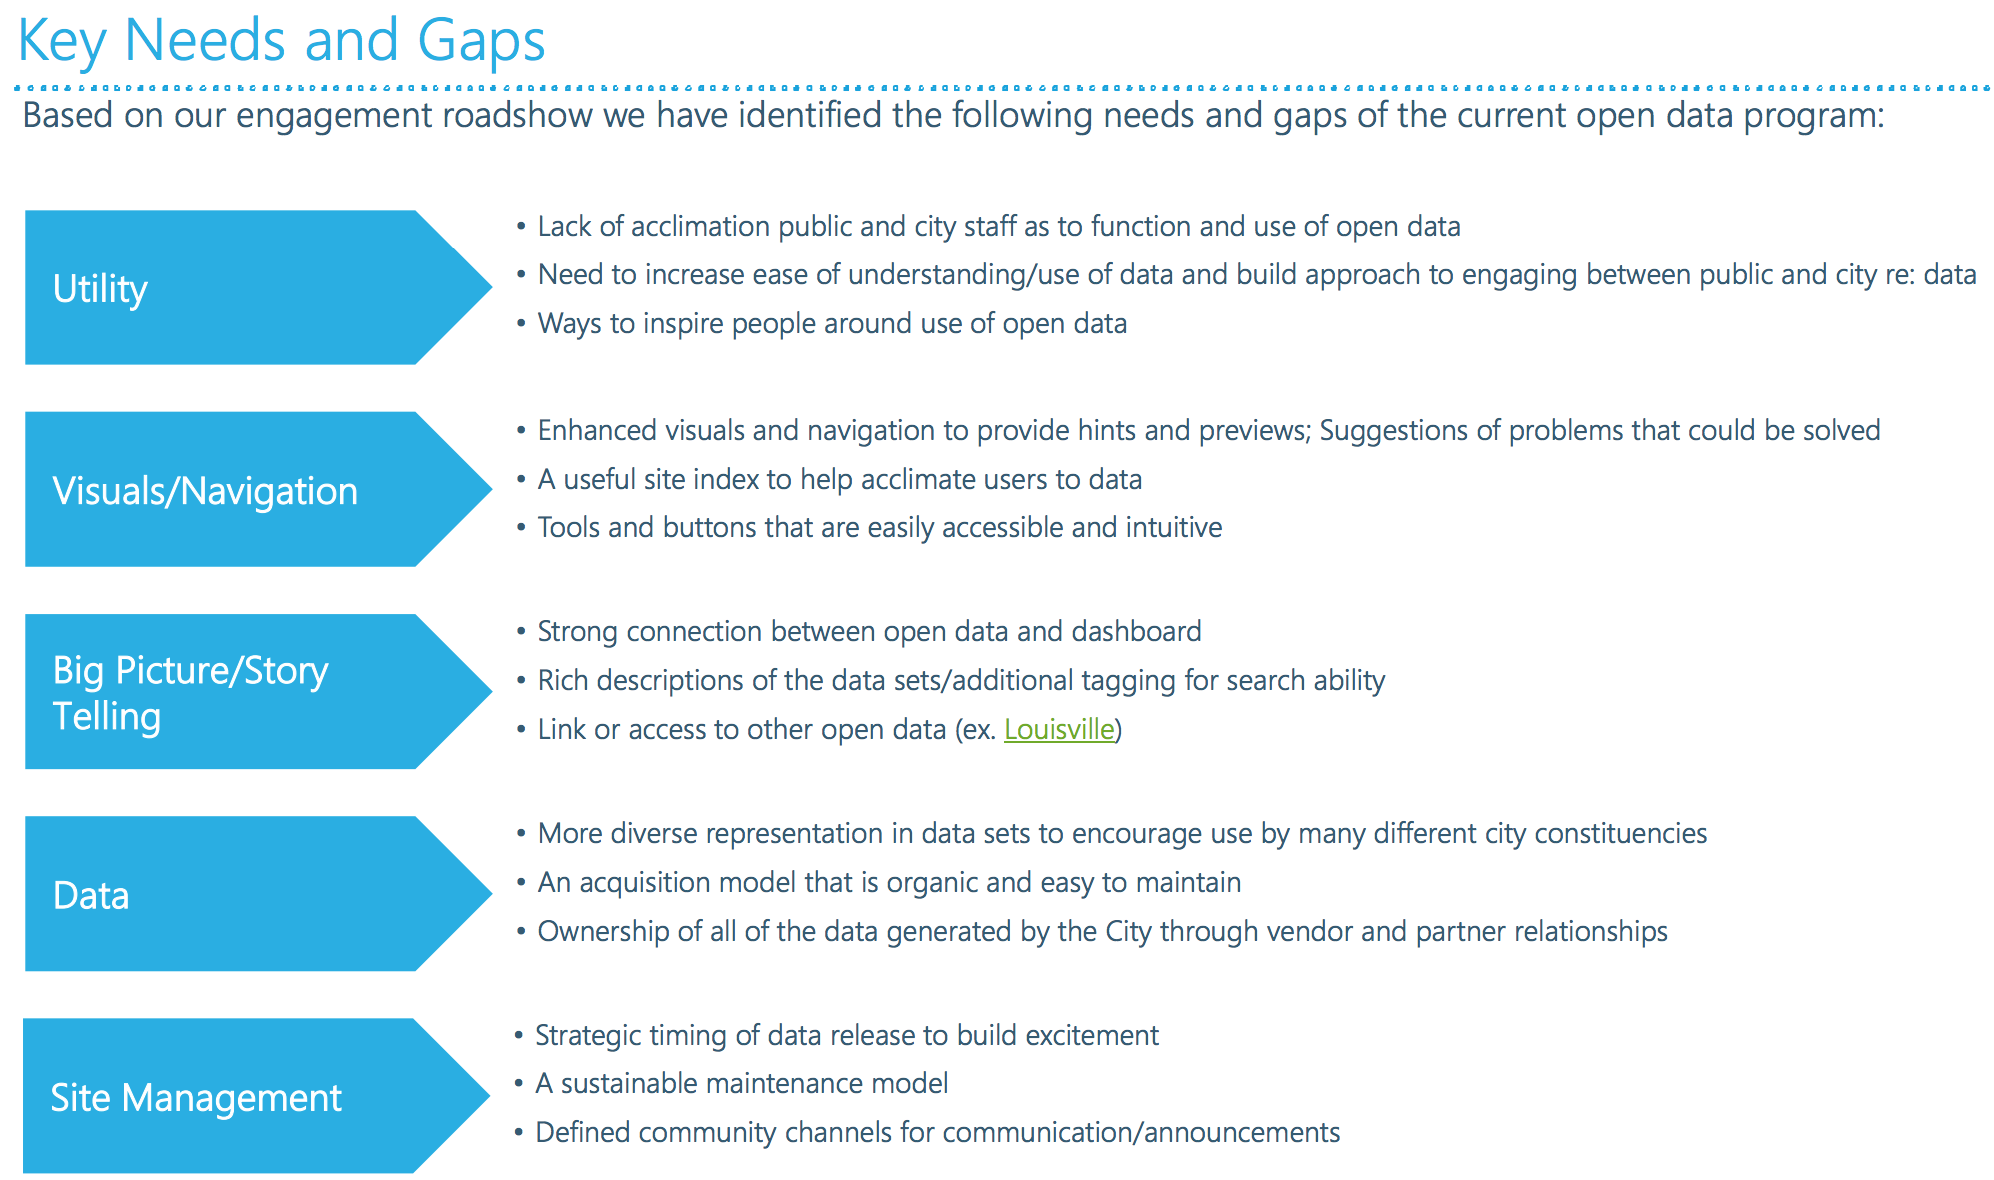 Key Needs and Gaps
Based on our engagement roadshow we have identified the following needs and gaps of the current open data program:
Utility
• Lack of acclimation public and city staff as to function and use of open data
• Need to increase ease of understanding/use of data and build approach to engaging between public and city re: data
• Ways to inspire people around use of open data
Visuals/Navigation
• Enhanced visuals and navigation to provide hints and previews; Suggestions of problems that could be solved
• A useful site index to help acclimate users to data
• Tools and buttons that are easily accessible and intuitive
Big Picture/Story
Telling
• Strong connection between open data and dashboard
• Rich descriptions of the data sets/additional tagging for search ability
• Link or access to other open data (ex. Louisville)
Data
• More diverse representation in data sets to encourage use by many different city constituencies
• An acquisition model that is organic and easy to maintain
• Ownership of all of the data generated by the City through vendor and partner relationships
Site Management
• Strategic timing of data release to build excitement
• A sustainable maintenance model
• Defined community channels for communication/announcements